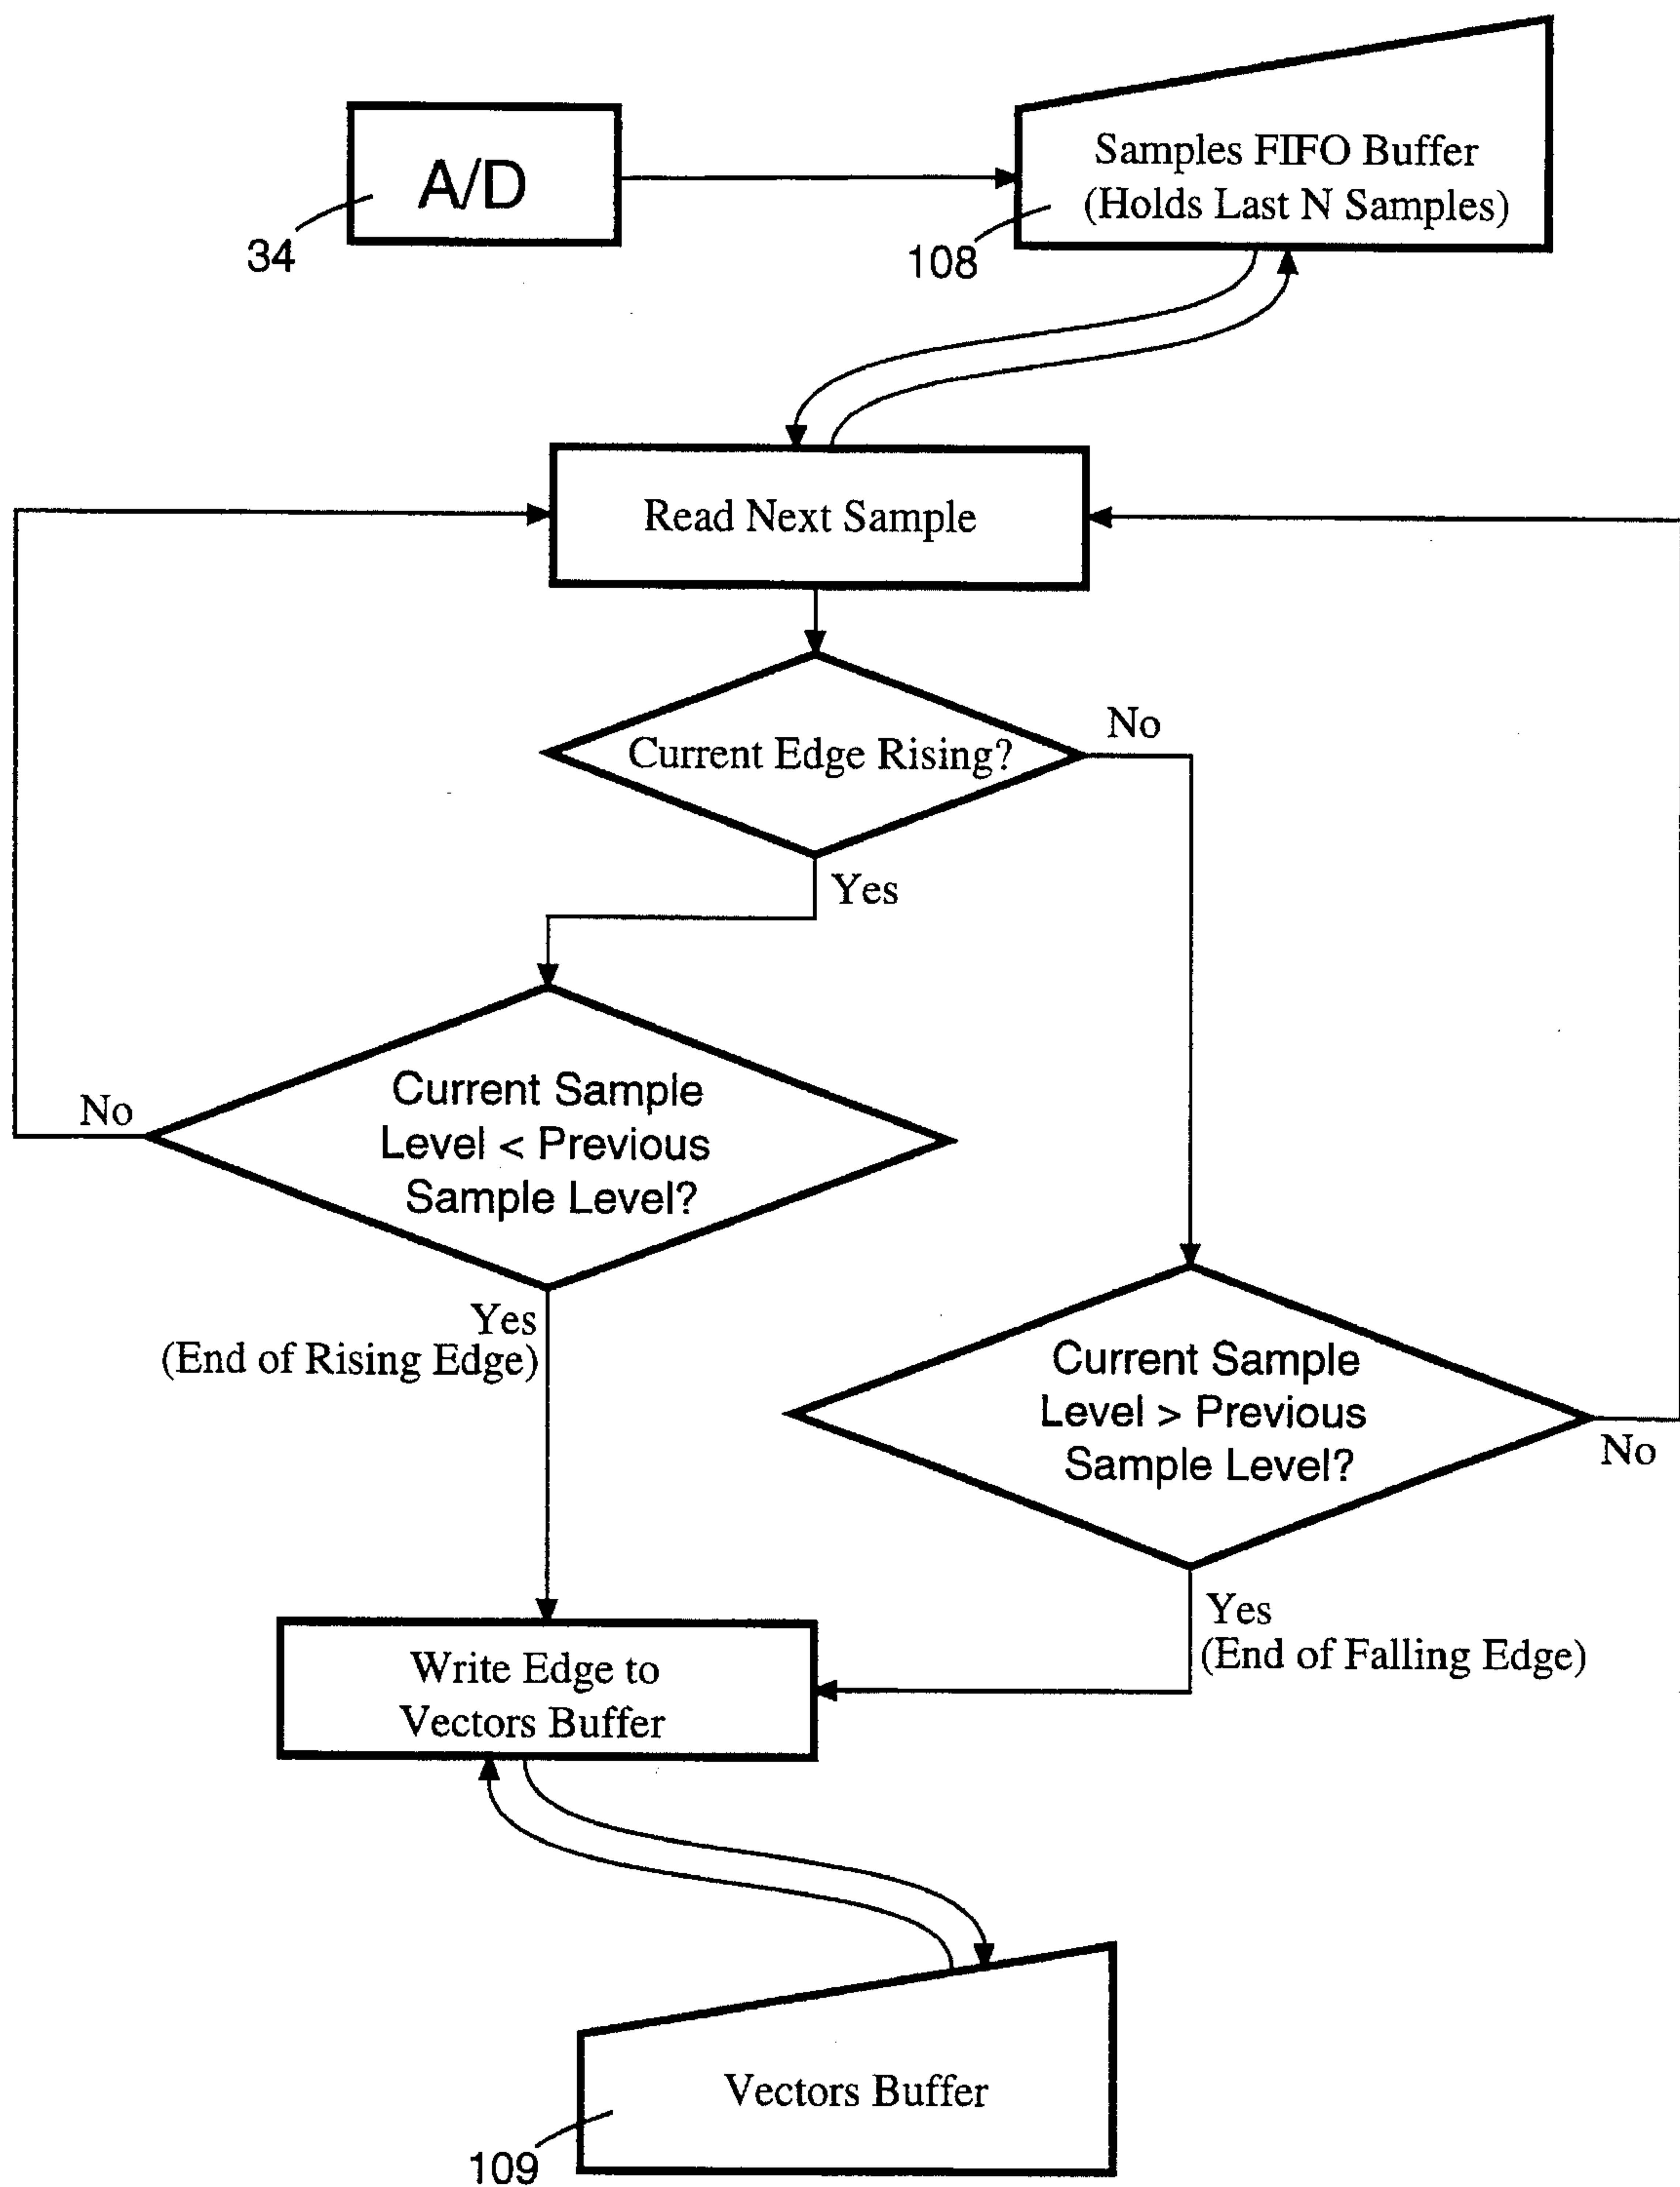 A/D
34
Samples FIFO Buffer
(Holds Last N Samples)
108
Read Next Sample
Current Edge Rising?
No
Yes
Current Sample
Level < Previous
Sample Level?
No
Yes
(End of Rising Edge)
Current Sample
Level > Previous
Sample Level?
No
Yes
(End of Falling Edge)
Write Edge to
Vectors Buffer
Vectors Buffer
109